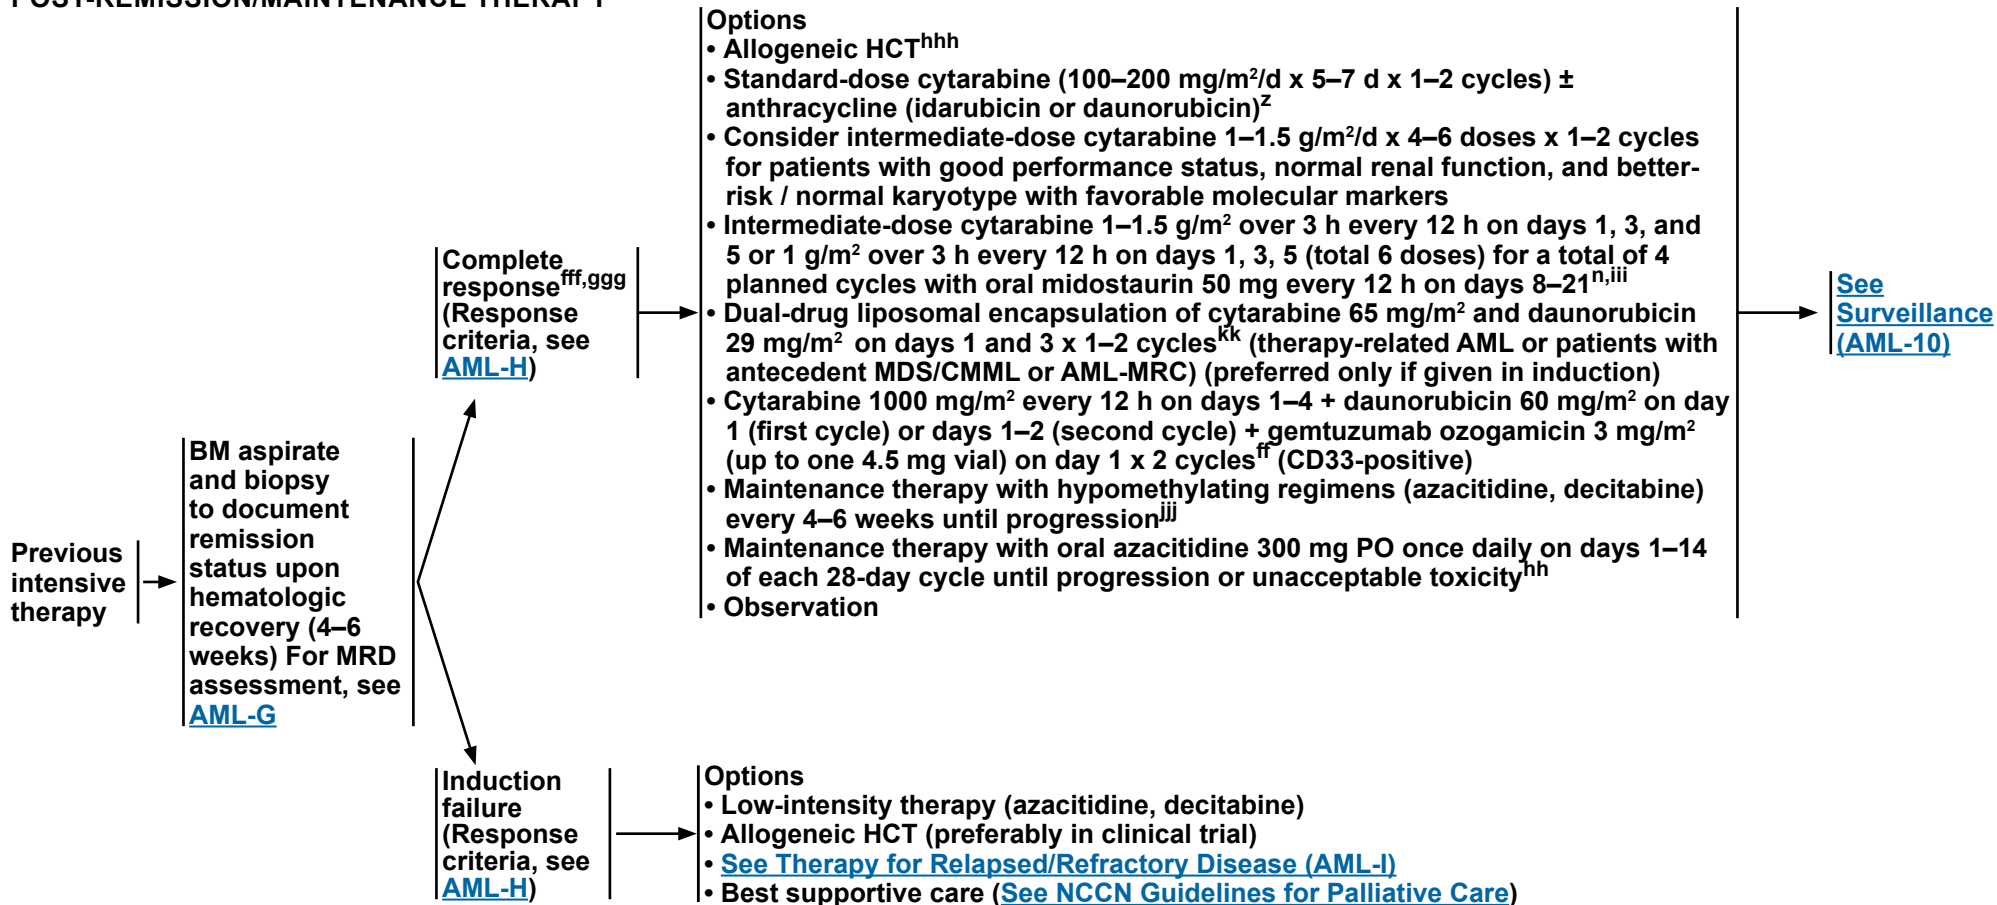 POST-REMISSION/MAINTENANCE THERAPY
Previous
intensive
therapy
BM aspirate
and biopsy
to document
remission
status upon
hematologic
recovery (4–6
weeks) For MRD
assessment, see
AML-G
Complete
response^fff,ggg
(Response
criteria, see
AML-H)
Options
• Allogeneic HCT^hhh
• Standard-dose cytarabine (100–200 mg/m²/d x 5–7 d x 1–2 cycles) ±
anthracycline (idarubicin or daunorubicin)^z
• Consider intermediate-dose cytarabine 1–1.5 g/m²/d x 4–6 doses x 1–2 cycles
for patients with good performance status, normal renal function, and better-
risk / normal karyotype with favorable molecular markers
• Intermediate-dose cytarabine 1–1.5 g/m² over 3 h every 12 h on days 1, 3, and
5 or 1 g/m² over 3 h every 12 h on days 1, 3, 5 (total 6 doses) for a total of 4
planned cycles with oral midostaurin 50 mg every 12 h on days 8–21^n,iii
• Dual-drug liposomal encapsulation of cytarabine 65 mg/m² and daunorubicin
29 mg/m² on days 1 and 3 x 1–2 cycles^kk (therapy-related AML or patients with
antecedent MDS/CMML or AML-MRC) (preferred only if given in induction)
• Cytarabine 1000 mg/m² every 12 h on days 1–4 + daunorubicin 60 mg/m² on day
1 (first cycle) or days 1–2 (second cycle) + gemtuzumab ozogamicin 3 mg/m²
(up to one 4.5 mg vial) on day 1 x 2 cycles^ff (CD33-positive)
• Maintenance therapy with hypomethylating regimens (azacitidine, decitabine)
every 4–6 weeks until progression^jjj
• Maintenance therapy with oral azacitidine 300 mg PO once daily on days 1–14
of each 28-day cycle until progression or unacceptable toxicity^hh
• Observation
See
Surveillance
(AML-10)
Induction
failure
(Response
criteria, see
AML-H)
Options
• Low-intensity therapy (azacitidine, decitabine)
• Allogeneic HCT (preferably in clinical trial)
• See Therapy for Relapsed/Refractory Disease (AML-I)
• Best supportive care (See NCCN Guidelines for Palliative Care)